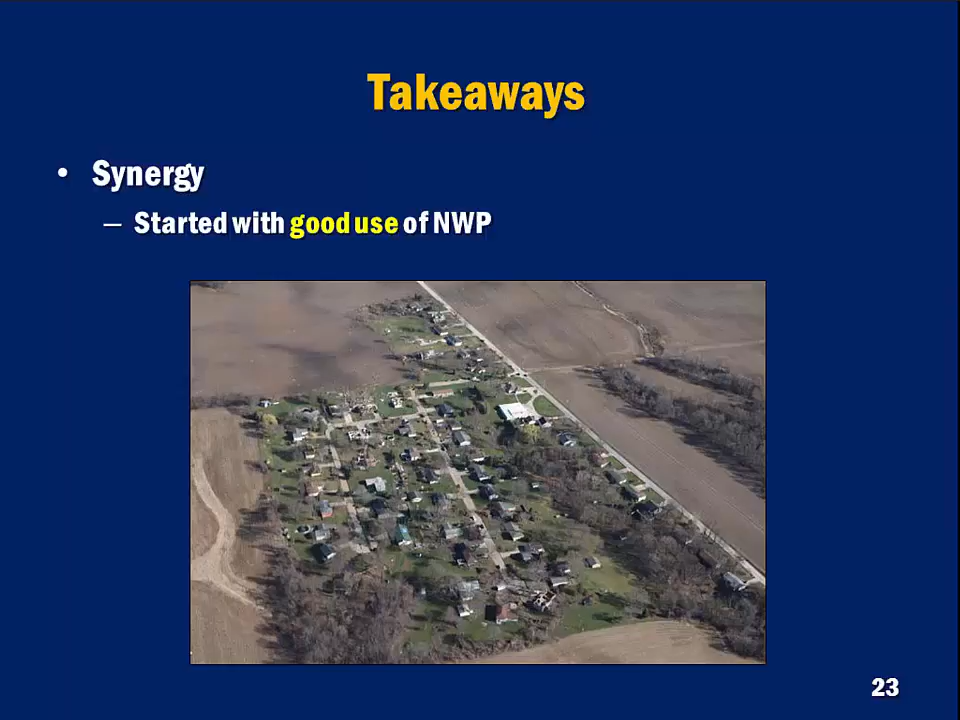 Takeaways
• Synergy
– Started with good use of NWP
23